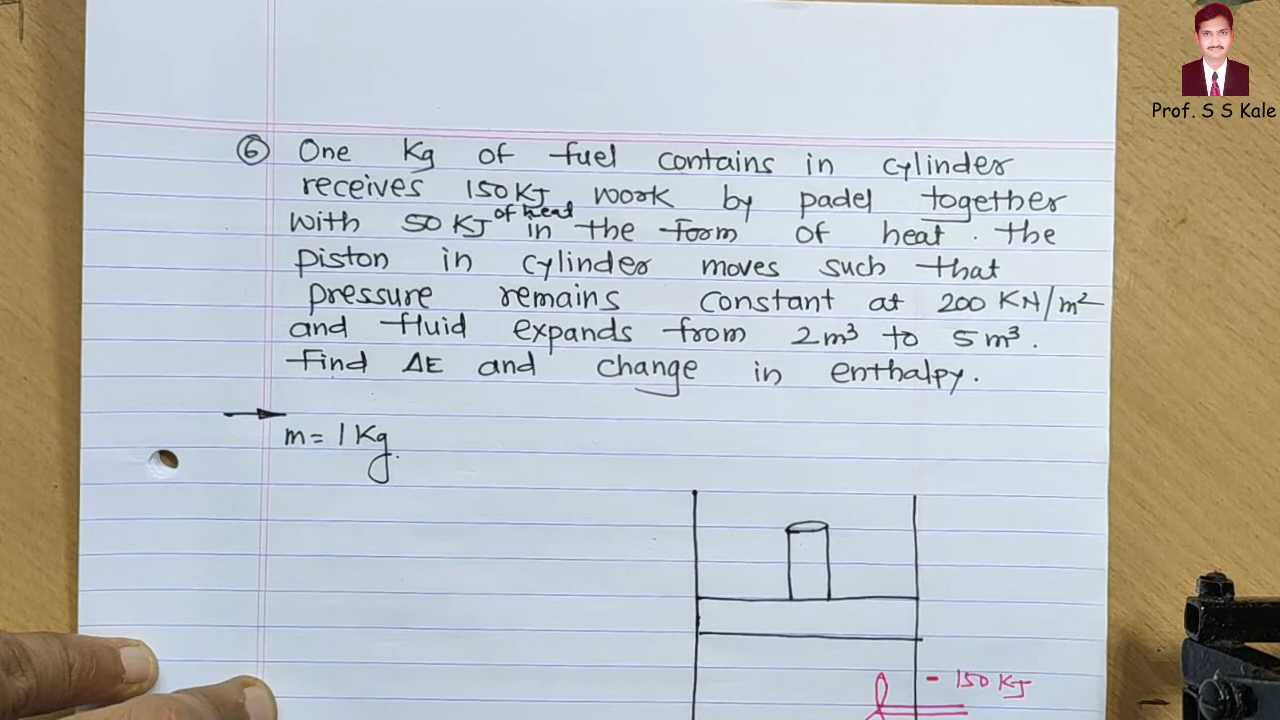 Prof. S S Kale
⑥ One Kg of fuel contains in cylinder
receives 150 KJ work by padel together
with 50 KJ of heat in the form of heat. the
piston in cylinder moves such that
pressure remains constant at 200 KN/m²
and fluid expands from 2m³ to 5m³.
find ΔE and change in enthalpy.
m = 1 Kg.
- 150 KJ